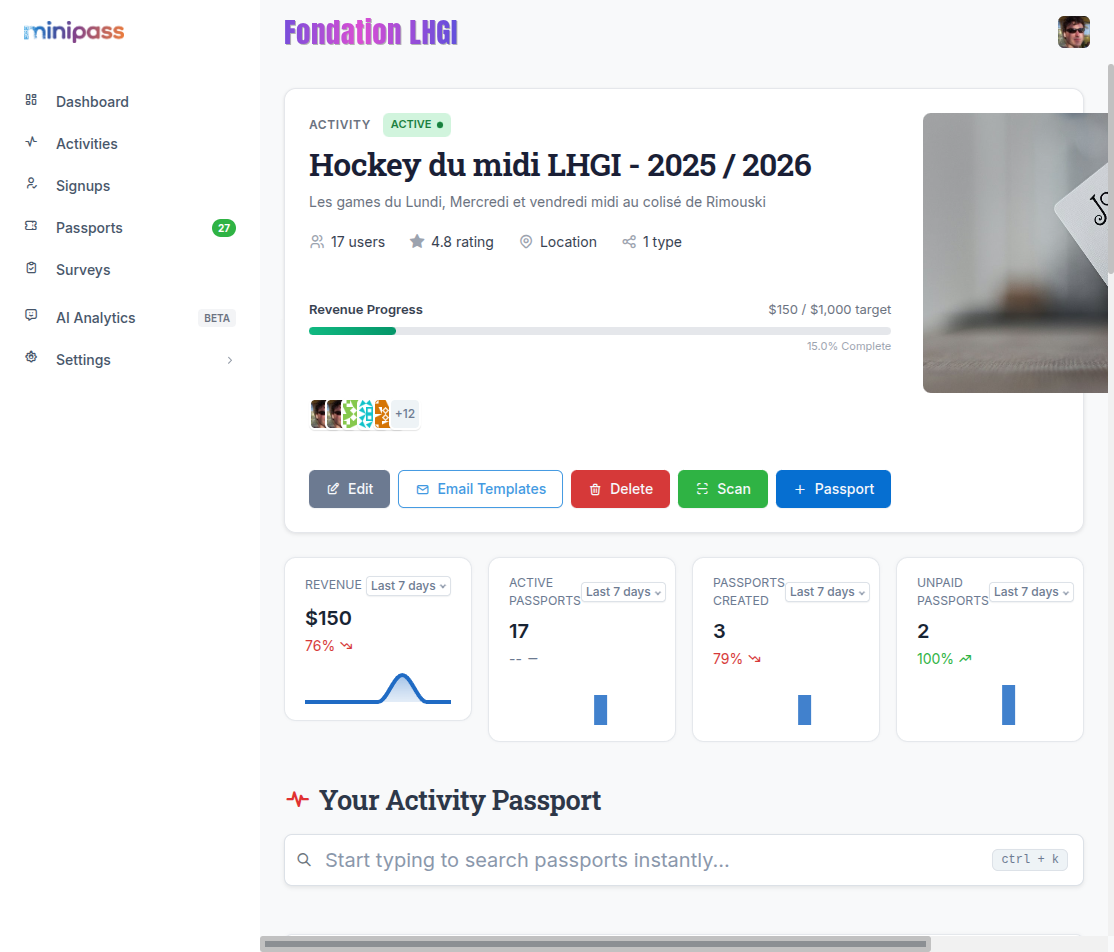 minipass
Fondation LHGI
Dashboard
Activities
Signups
Passports 27
Surveys
AI Analytics BETA
Settings
ACTIVITY ACTIVE
Hockey du midi LHGI - 2025 / 2026
Les games du Lundi, Mercredi et vendredi midi au colisé de Rimouski
17 users 4.8 rating Location 1 type
Revenue Progress $150 / $1,000 target
15.0% Complete
+12
Edit Email Templates Delete Scan Passport
REVENUE Last 7 days
$150
76%
ACTIVE PASSPORTS Last 7 days
17
-- –
PASSPORTS CREATED Last 7 days
3
79%
UNPAID PASSPORTS Last 7 days
2
100%
Your Activity Passport
Start typing to search passports instantly... ctrl + k